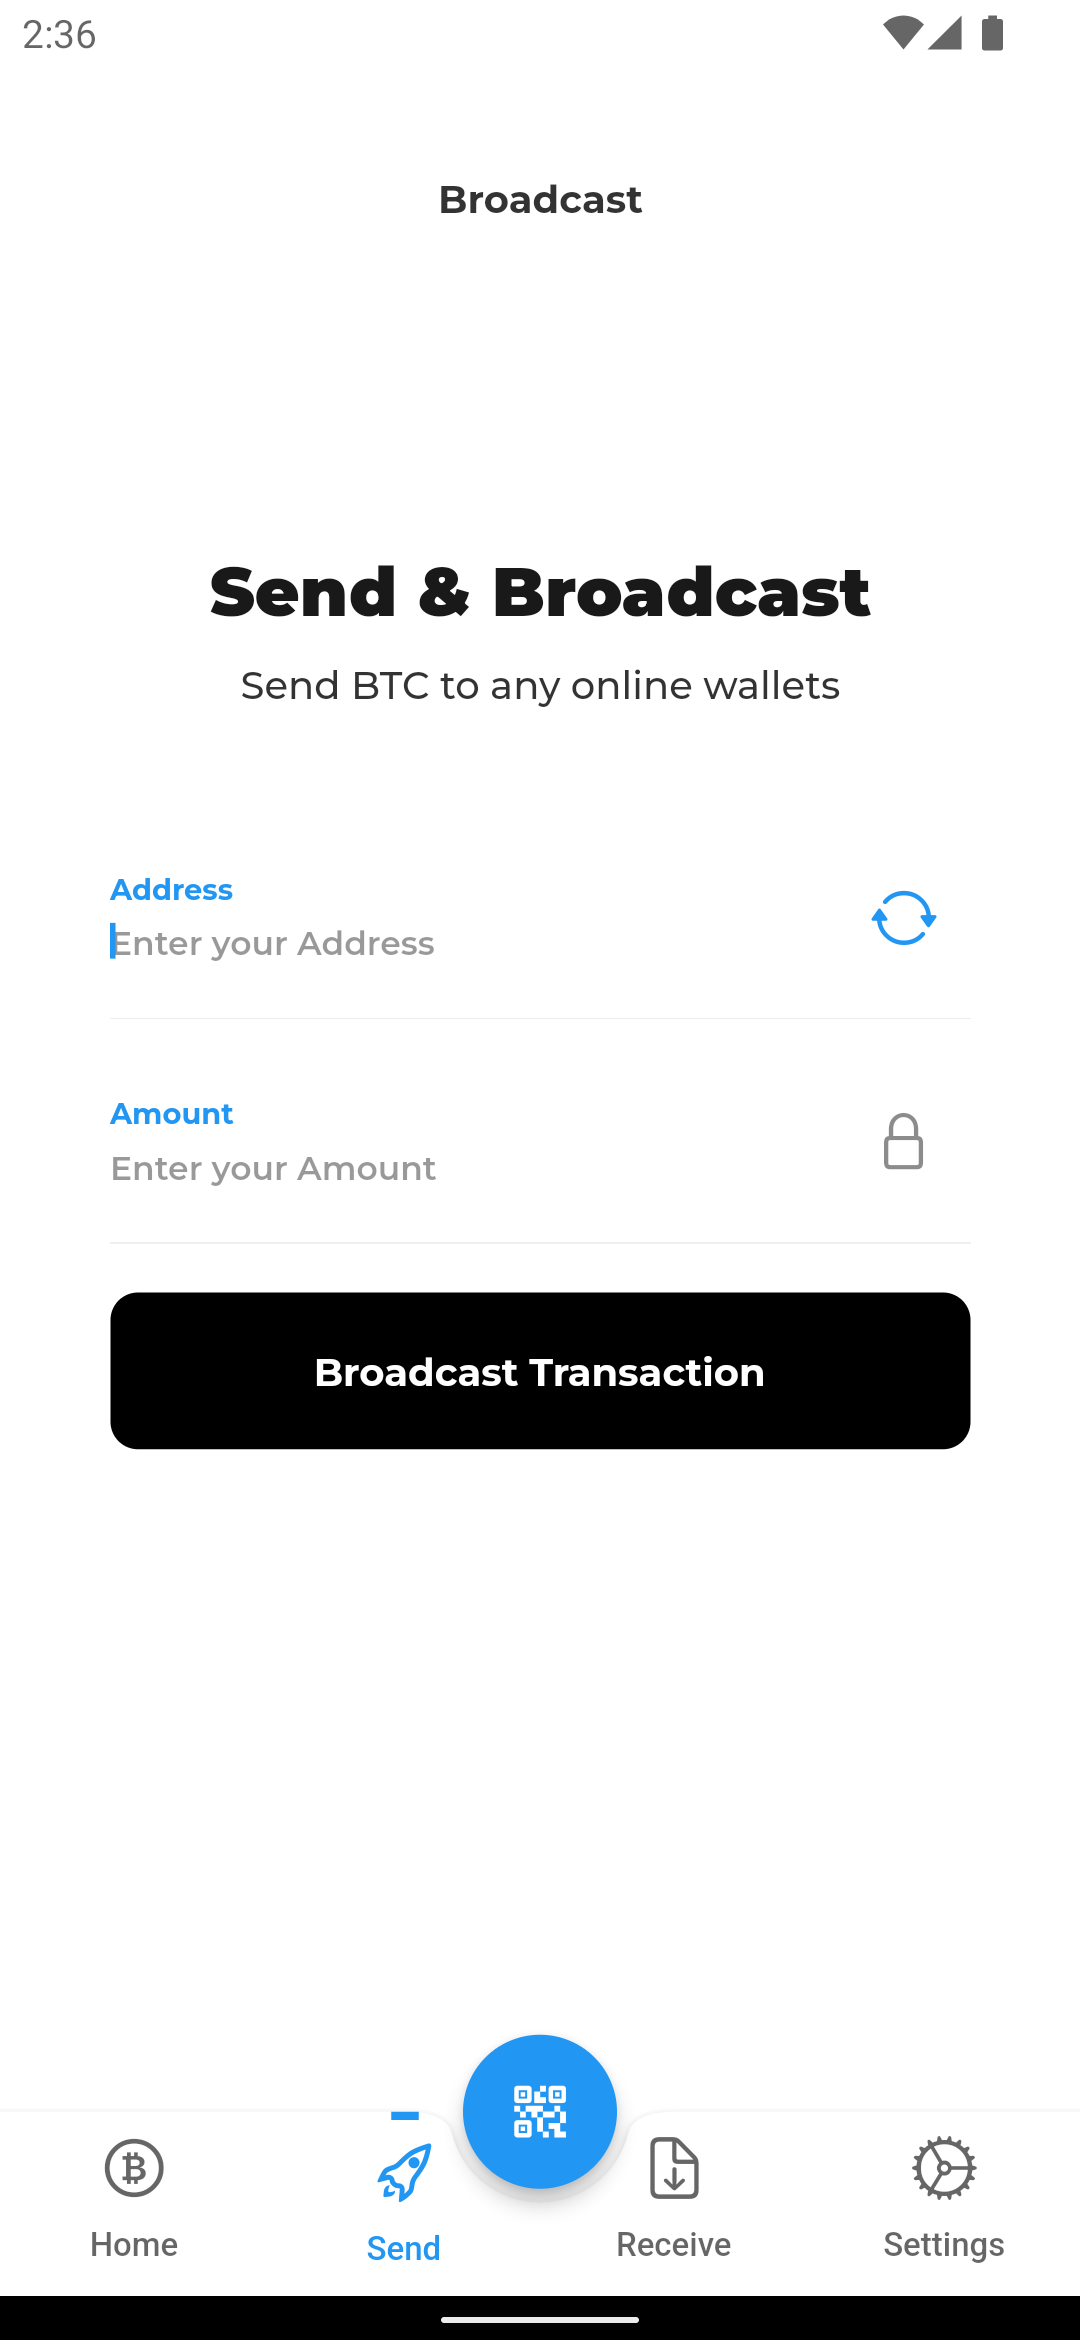 2:36
Broadcast
Send & Broadcast
Send BTC to any online wallets
Address
Enter your Address
Amount
Enter your Amount
Broadcast Transaction
Home
Send
Receive
Settings